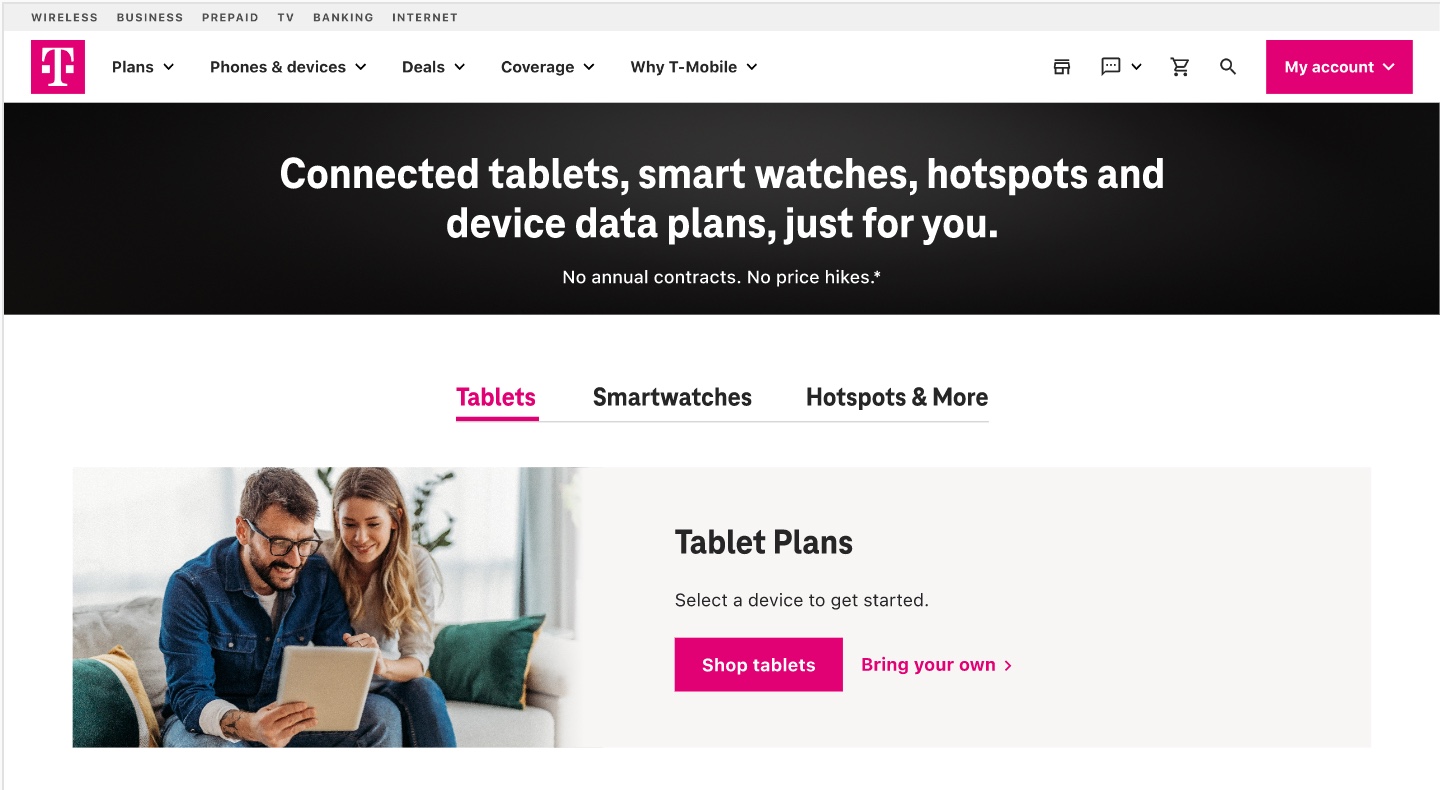 WIRELESS BUSINESS PREPAID TV BANKING INTERNET
T Plans Phones & devices Deals Coverage Why T-Mobile My account
Connected tablets, smart watches, hotspots and
device data plans, just for you.
No annual contracts. No price hikes.*
Tablets Smartwatches Hotspots & More
Tablet Plans
Select a device to get started.
Shop tablets Bring your own